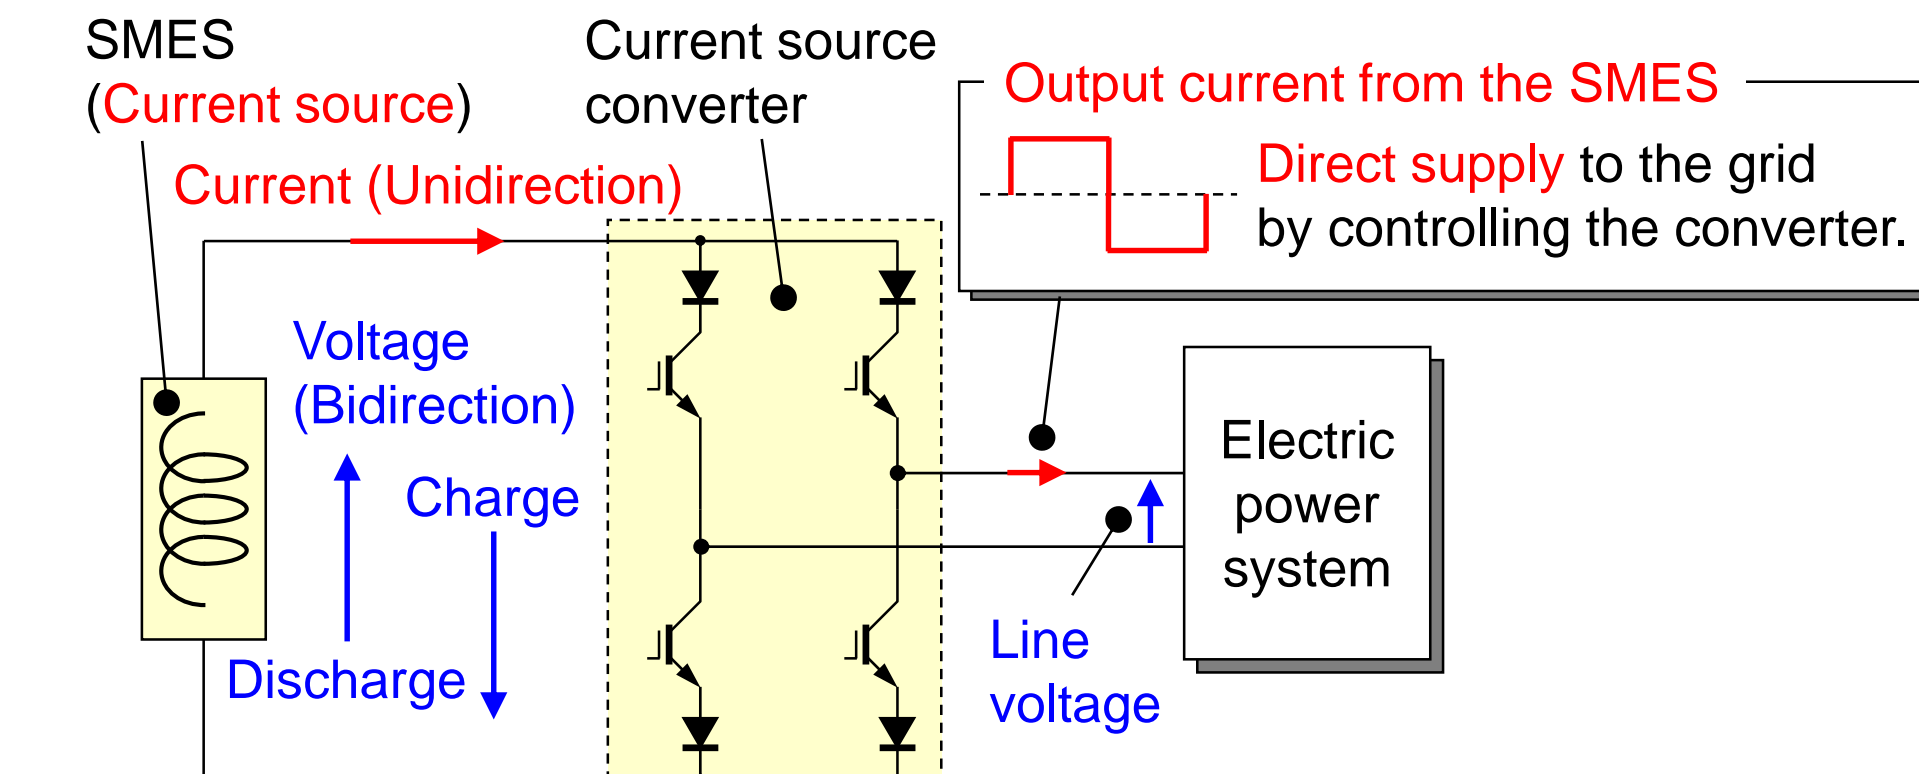 SMES
(Current source)
Current source
converter
Output current from the SMES
Direct supply to the grid
by controlling the converter.
Current (Unidirection)
Voltage
(Bidirection)
Charge
Discharge
Electric
power
system
Line
voltage